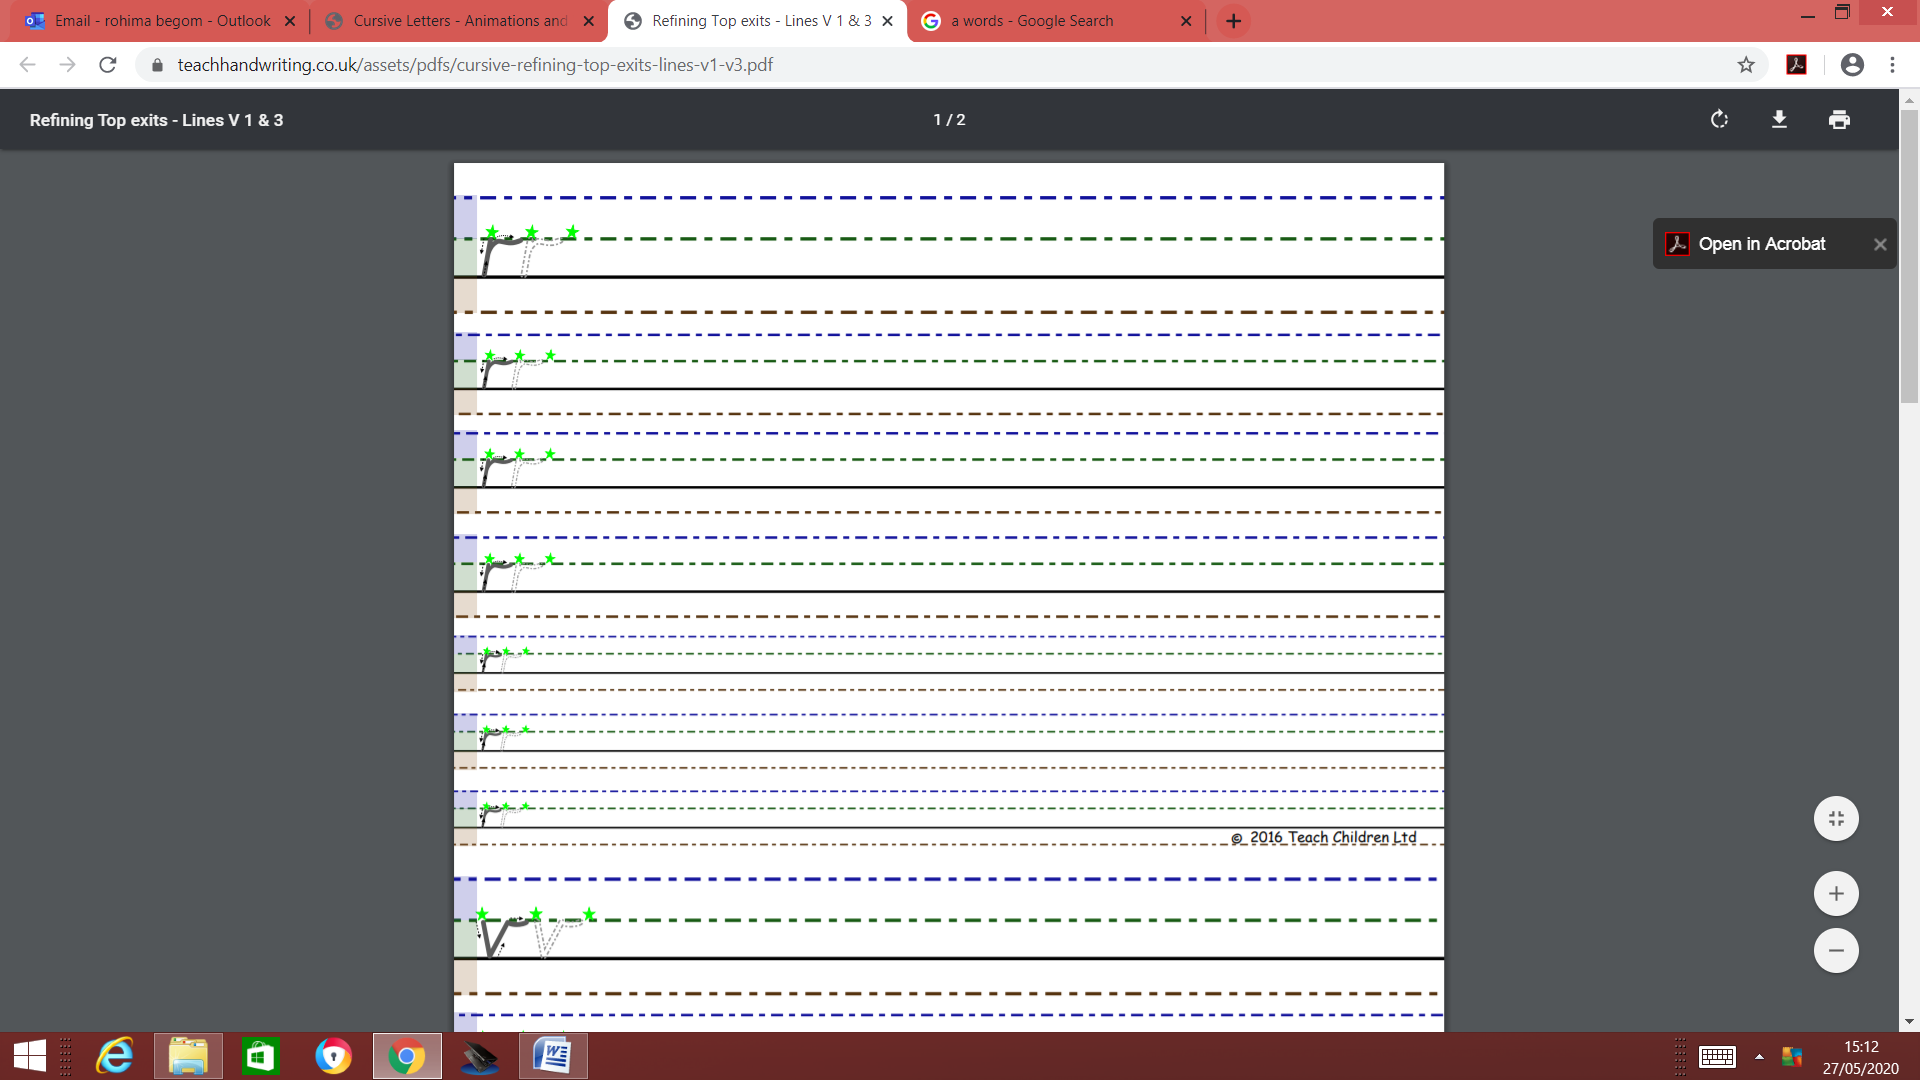 Email - rohima begom - Outlook
Cursive Letters - Animations and
Refining Top exits - Lines V 1 & 3
a words - Google Search
teachhandwriting.co.uk/assets/pdfs/cursive-refining-top-exits-lines-v1-v3.pdf
Refining Top exits - Lines V 1 & 3
1 / 2
Open in Acrobat
© 2016 Teach Children Ltd
15:12
27/05/2020